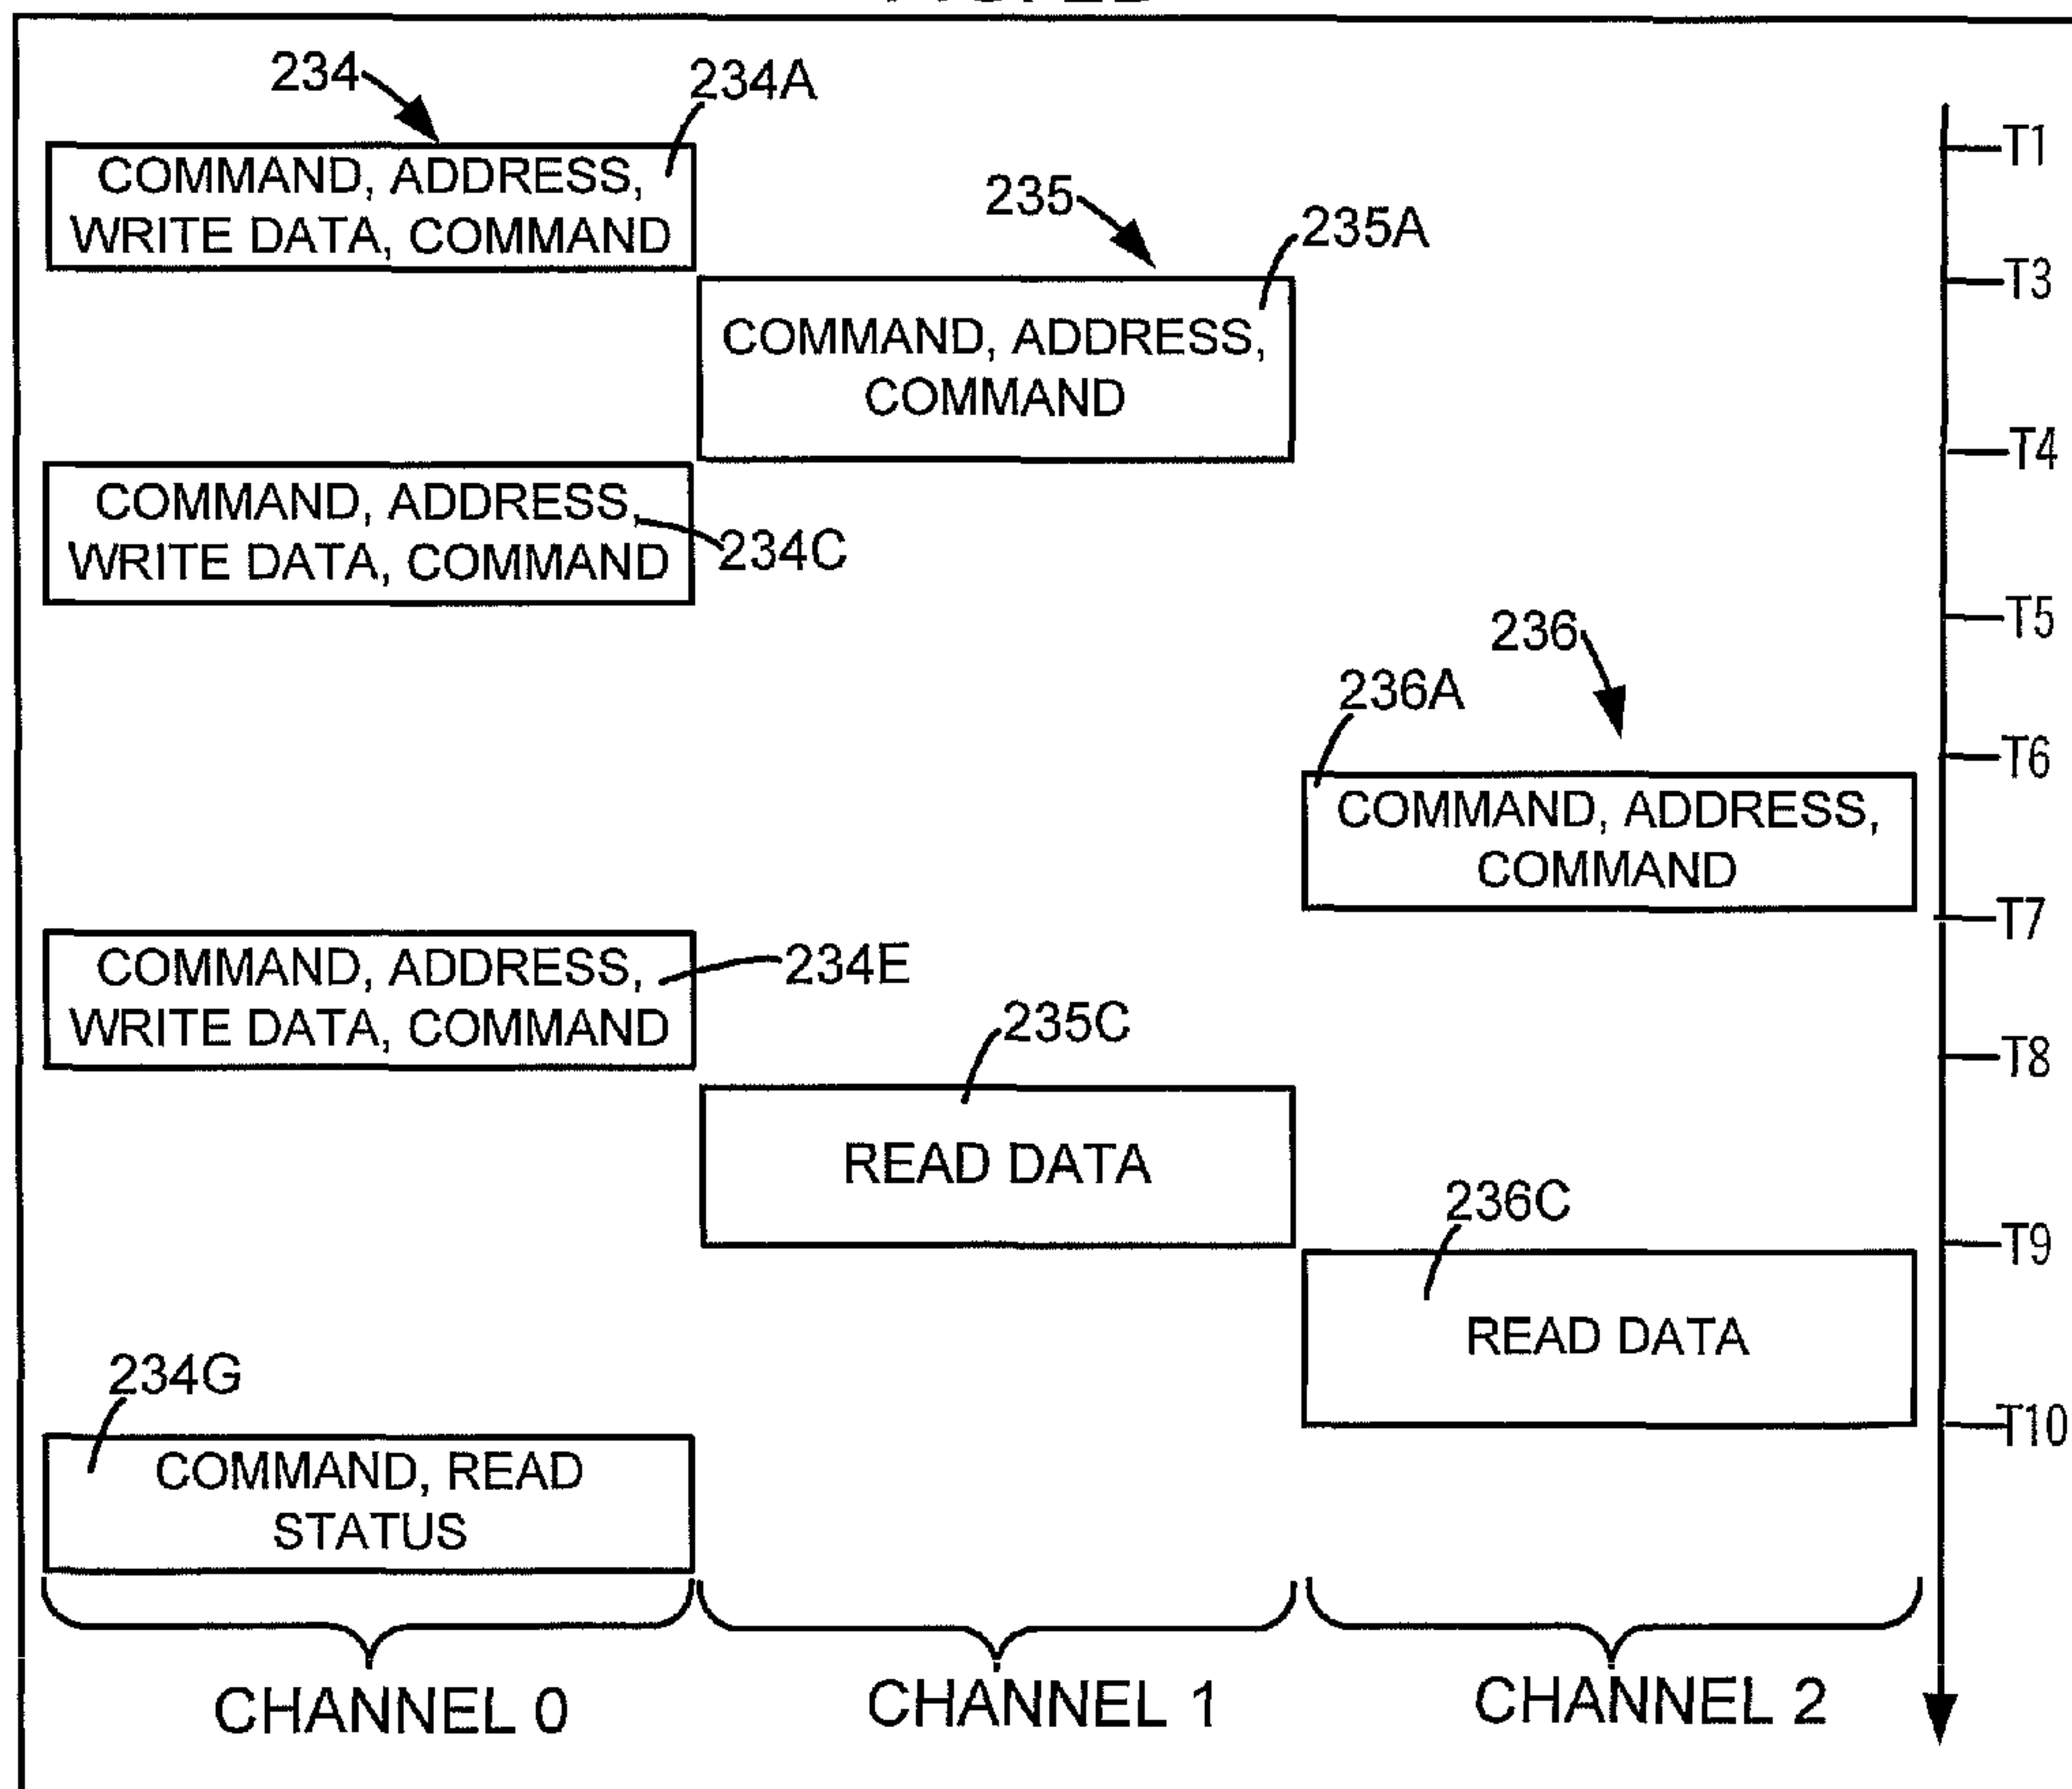 234
234A
COMMAND, ADDRESS,
WRITE DATA, COMMAND
T1
235
235A
T3
COMMAND, ADDRESS,
COMMAND
T4
COMMAND, ADDRESS,
WRITE DATA, COMMAND
234C
T5
236
236A
T6
COMMAND, ADDRESS,
COMMAND
T7
COMMAND, ADDRESS,
WRITE DATA, COMMAND
234E
235C
T8
READ DATA
236C
T9
READ DATA
234G
T10
COMMAND, READ
STATUS
CHANNEL 0
CHANNEL 1
CHANNEL 2